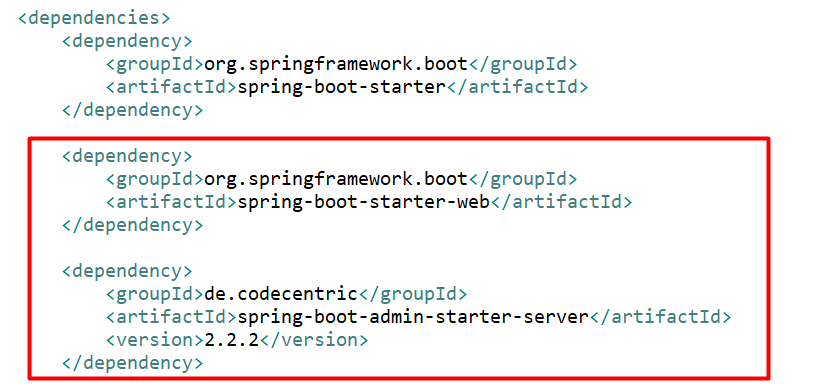 <dependencies>
<dependency>
<groupId>org.springframework.boot</groupId>
<artifactId>spring-boot-starter</artifactId>
</dependency>
<dependency>
<groupId>org.springframework.boot</groupId>
<artifactId>spring-boot-starter-web</artifactId>
</dependency>
<dependency>
<groupId>de.codecentric</groupId>
<artifactId>spring-boot-admin-starter-server</artifactId>
<version>2.2.2</version>
</dependency>